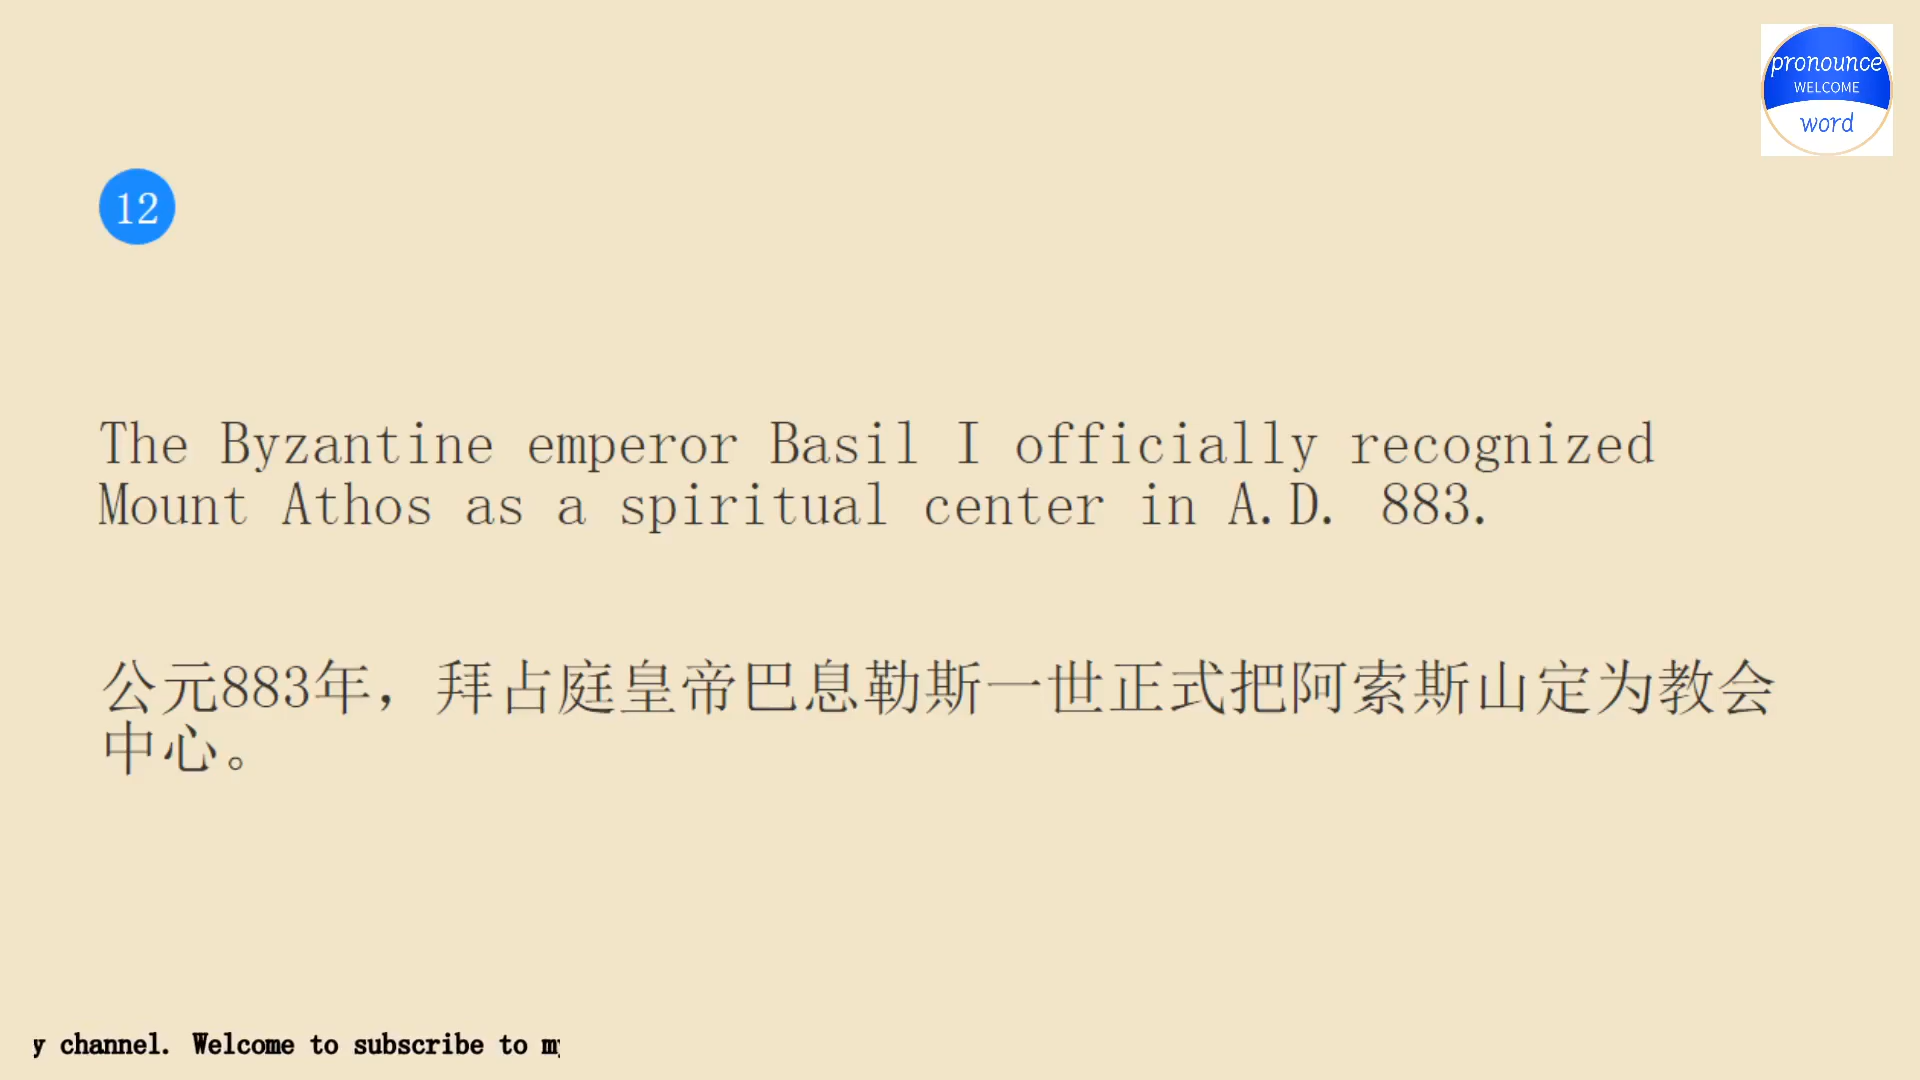 pronounce
WELCOME
word
12
The Byzantine emperor Basil I officially recognized
Mount Athos as a spiritual center in A.D. 883.
公元883年，拜占庭皇帝巴息勒斯一世正式把阿索斯山定为教会
中心。
y channel. Welcome to subscribe to m